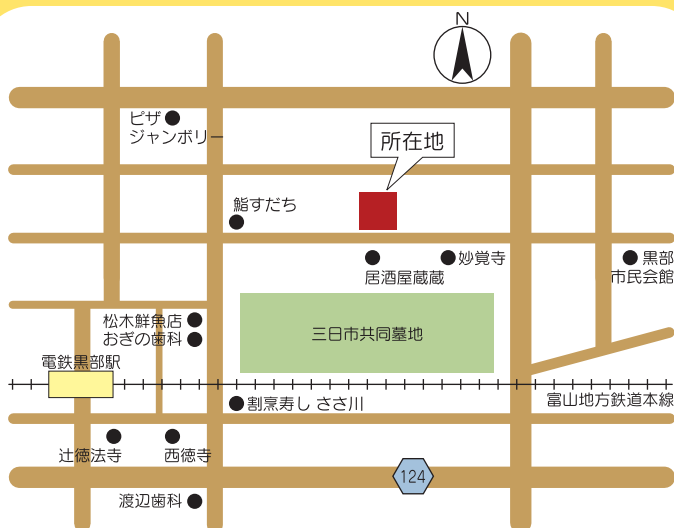 N
ピザ
ジャンボリー
所在地
鮨すだち
妙覚寺
黒部
市民会館
居酒屋蔵蔵
松木鮮魚店
おぎの歯科
三日市共同墓地
電鉄黒部駅
富山地方鉄道本線
割烹寿し ささ川
辻徳法寺
西徳寺
124
渡辺歯科